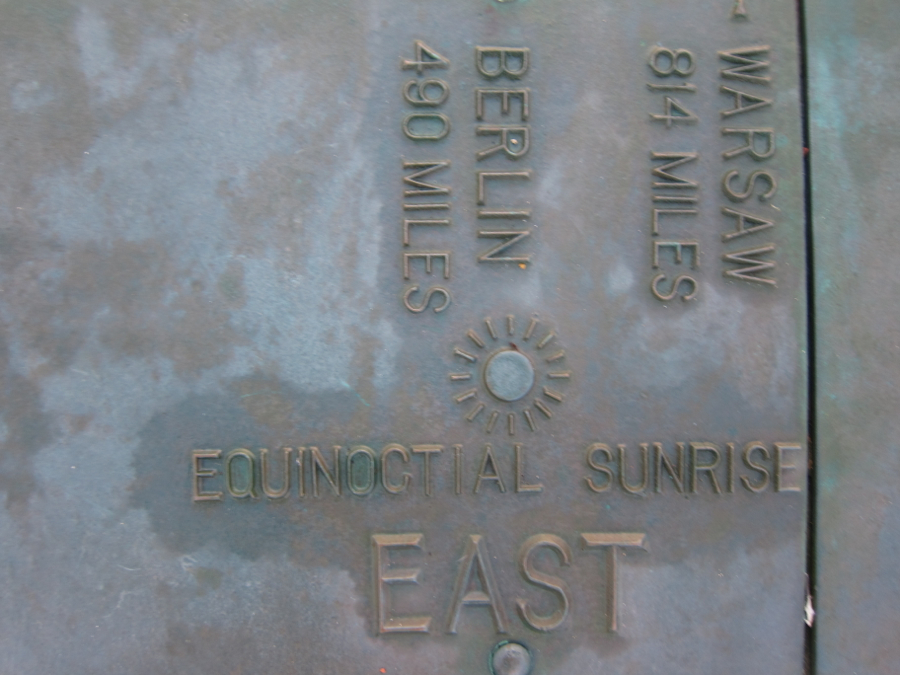 BERLIN
490 MILES
WARSAW
814 MILES
EQUINOCTIAL SUNRISE
EAST